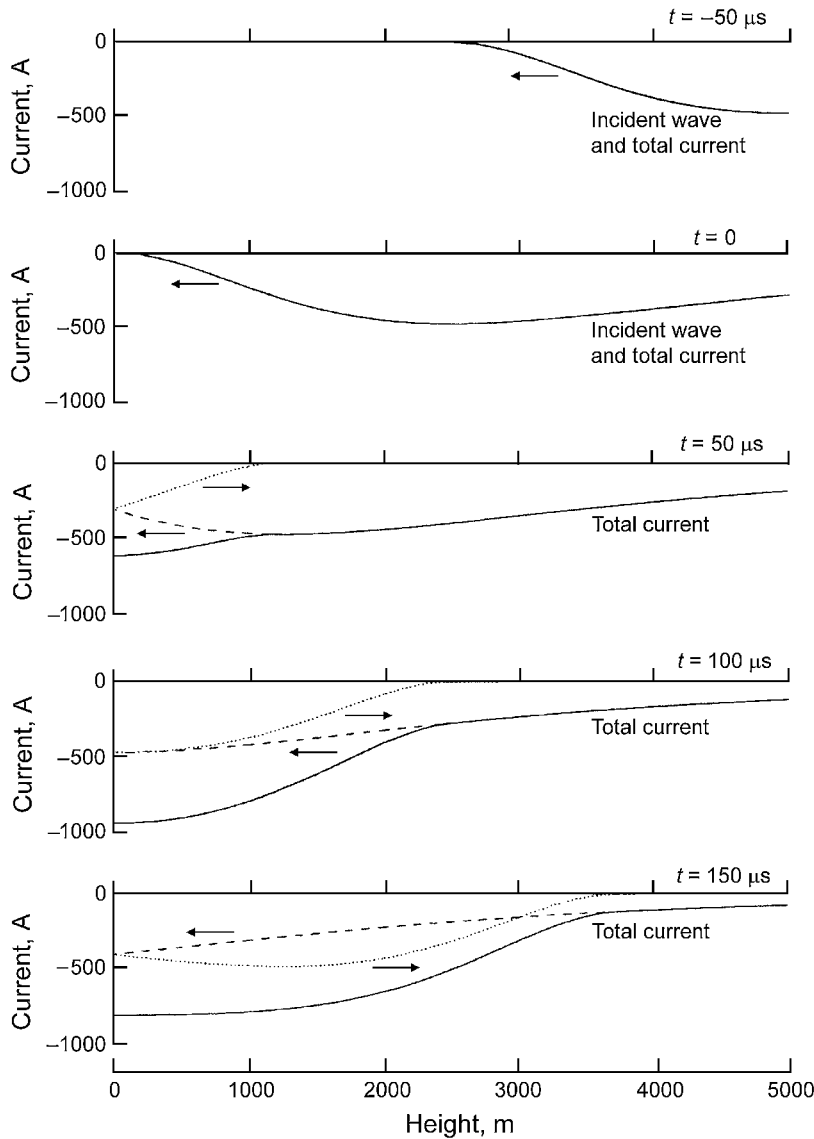 t = –50 μs
Current, A
0
–500
–1000
Incident wave
and total current
t = 0
Current, A
0
–500
–1000
Incident wave
and total current
t = 50 μs
Current, A
0
–500
–1000
Total current
t = 100 μs
Current, A
0
–500
–1000
Total current
t = 150 μs
Current, A
0
–500
–1000
Total current
0 1000 2000 3000 4000 5000
Height, m